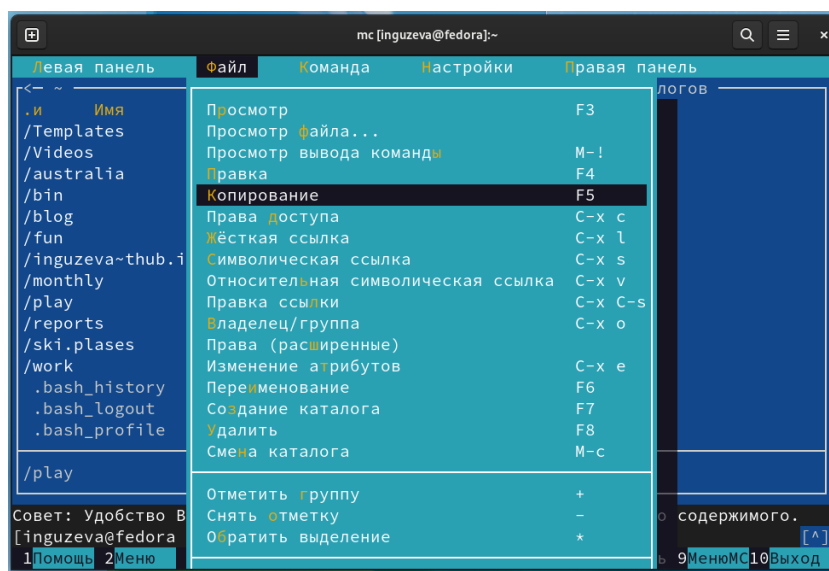 mc [inguzeva@fedora]:~
Левая панель Файл Команда Настройки Правая панель
<— ~ логов
.и Имя
/Templates
/Videos
/australia
/bin
/blog
/fun
/inguzeva~thub.i
/monthly
/play
/reports
/ski.plases
/work
.bash_history
.bash_logout
.bash_profile
/play
Просмотр F3
Просмотр файла...
Просмотр вывода команды M-!
Правка F4
Копирование F5
Права доступа C-x c
Жёсткая ссылка C-x l
Символическая ссылка C-x s
Относительная символическая ссылка C-x v
Правка ссылки C-x C-s
Владелец/группа C-x o
Права (расширенные)
Изменение атрибутов C-x e
Переименование F6
Создание каталога F7
Удалить F8
Смена каталога M-c
Отметить группу +
Снять отметку -
Обратить выделение *
Совет: Удобство В о содержимого.
[inguzeva@fedora [^]
1Помощь 2Меню ь 9МенюMC10Выход